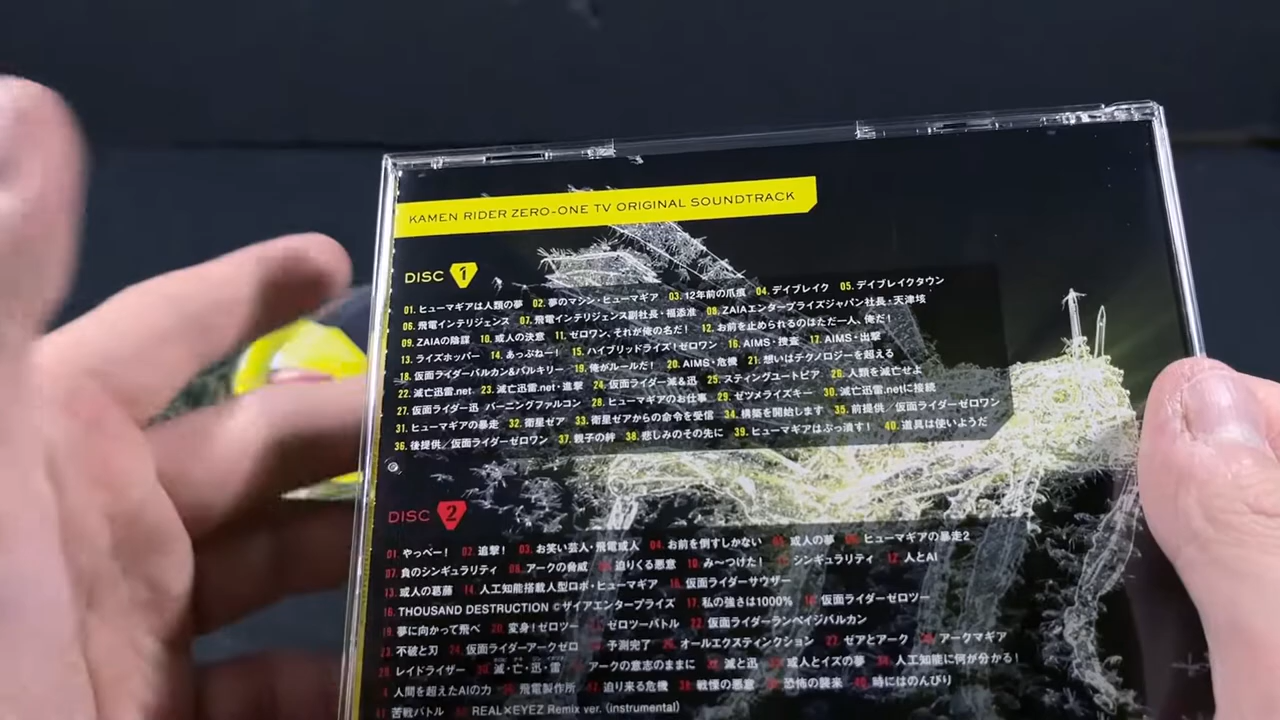 KAMEN RIDER ZERO-ONE TV ORIGINAL SOUNDTRACK
DISC 1
01. ヒューマギアは人類の夢 02. 夢のマシン・ヒューマギア 03. 12年前の爪痕 04. デイブレイク 05. デイブレイクタウン
06. 飛電インテリジェンス 07. 飛電インテリジェンス副社長・福添准 08. ZAIAエンタープライズジャパン社長・天津垓
09. ZAIAの陰謀 10. 或人の決意 11. ゼロワン、それが俺の名だ! 12. お前を止められるのはただ一人、俺だ!
13. ライズホッパー 14. あっぶねー! 15. ハイブリッドライズ!ゼロワン 16. AIMS・捜査 17. AIMS・出撃
18. 仮面ライダーバルカン&バルキリー 19. 俺がルールだ! 20. AIMS・危機 21. 想いはテクノロジーを超える
22. 滅亡迅雷.net 23. 滅亡迅雷.net・進撃 24. 仮面ライダー滅&迅 25. スティングユートピア 26. 人類を滅亡せよ
27. 仮面ライダー迅 バーニングファルコン 28. ヒューマギアのお仕事 29. ゼツメライズキー 30. 滅亡迅雷.netに接続
31. ヒューマギアの暴走 32. 衛星ゼア 33. 衛星ゼアからの命令を受信 34. 構築を開始します 35. 前提供/仮面ライダーゼロワン
36. 後提供/仮面ライダーゼロワン 37. 親子の絆 38. 悲しみのその先に 39. ヒューマギアはぶっ潰す! 40. 道具は使いようだ
DISC 2
01. やっべー! 02. 追撃! 03. お笑い芸人・飛電或人 04. お前を倒すしかない 或人の夢 ヒューマギアの暴走2
07. 負のシンギュラリティ 08. アークの脅威 迫りくる悪意 10. み〜つけた! シンギュラリティ 12. 人とAI
13. 或人の葛藤 14. 人工知能搭載人型ロボ・ヒューマギア 仮面ライダーサウザー
16. THOUSAND DESTRUCTION ©ザイアエンタープライズ 17. 私の強さは1000% 仮面ライダーゼロツー
19. 夢に向かって飛べ 20. 変身!ゼロツー ゼロツーバトル 22. 仮面ライダーランペイジバルカン
23. 不破と刃 24. 仮面ライダーアークゼロ 予測完了 オールエクスティンクション 27. ゼアとアーク アークマギア
レイドライザー 滅・亡・迅・雷 アークの意志のままに 滅と迅 或人とイズの夢 人工知能に何が分かる!
人間を超えたAIの力 飛電製作所 迫り来る危機 戦慄の悪意 恐怖の襲来 時にはのんびり
苦戦バトル REAL×EYEZ Remix ver. (instrumental)